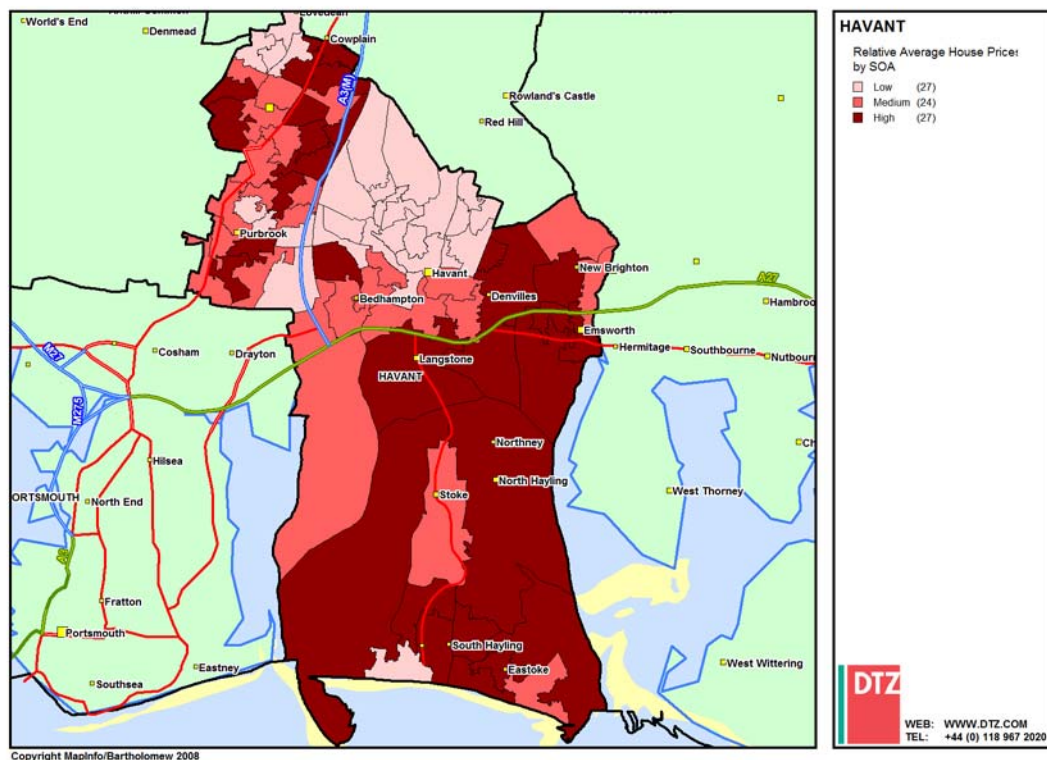 World's End
Denmead
Lovedean
Cowplain
A3(M)
Rowland's Castle
Red Hill
Purbrook
Havant
New Brighton
Bedhampton
Denvilles
A27
Hambroo
Emsworth
Hermitage
Southbourne
Nutbourn
M27
Cosham
Drayton
Langstone
HAVANT
M275
Northney
Ch
Hilsea
North Hayling
ORTSMOUTH
North End
Stoke
West Thorney
Fratton
Portsmouth
South Hayling
Eastney
Eastoke
West Wittering
Southsea
Copyright MapInfo/Bartholomew 2008
HAVANT
Relative Average House Prices
by SOA
Low (27)
Medium (24)
High (27)
DTZ
WEB: WWW.DTZ.COM
TEL: +44 (0) 118 967 2020